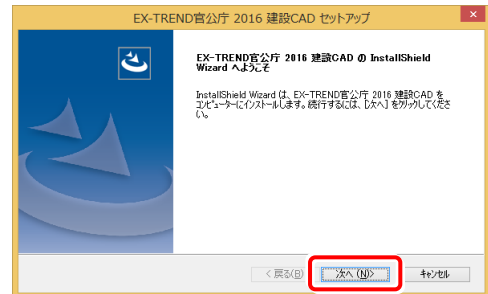 EX-TREND官公庁 2016 建設CAD セットアップ
×
EX-TREND官公庁 2016 建設CAD の InstallShield
Wizard へようこそ
InstallShield Wizard は、EX-TREND官公庁 2016 建設CAD を
コンピューターにインストールします。続行するには、[次へ] をクリックしてくださ
い。
< 戻る(B)
次へ (N)>
キャンセル